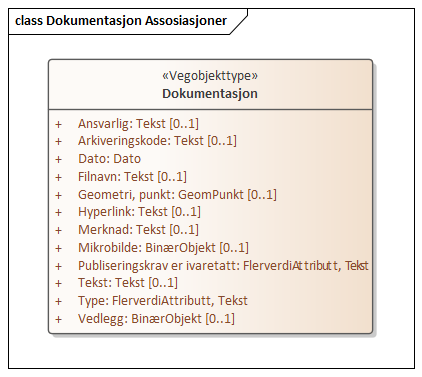 class Dokumentasjon Assosiasjoner
«Vegobjekttype»
Dokumentasjon
+ Ansvarlig: Tekst [0..1]
+ Arkiveringskode: Tekst [0..1]
+ Dato: Dato
+ Filnavn: Tekst [0..1]
+ Geometri, punkt: GeomPunkt [0..1]
+ Hyperlink: Tekst [0..1]
+ Merknad: Tekst [0..1]
+ Mikrobilde: BinærObjekt [0..1]
+ Publiseringskrav er ivaretatt: FlerverdiAttributt, Tekst
+ Tekst: Tekst [0..1]
+ Type: FlerverdiAttributt, Tekst
+ Vedlegg: BinærObjekt [0..1]